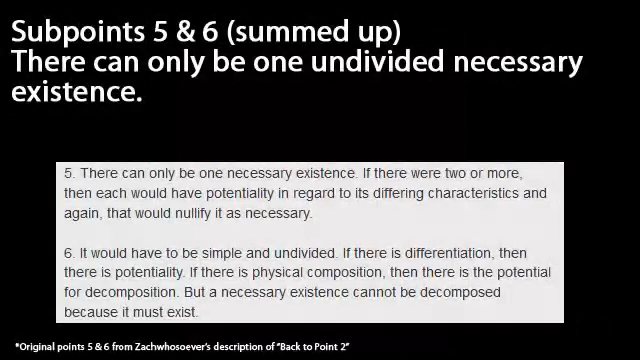 Subpoints 5 & 6 (summed up)
There can only be one undivided necessary
existence.
5. There can only be one necessary existence. If there were two or more,
then each would have potentiality in regard to its differing characteristics and
again, that would nullify it as necessary.
6. It would have to be simple and undivided. If there is differentiation, then
there is potentiality. If there is physical composition, then there is the potential
for decomposition. But a necessary existence cannot be decomposed
because it must exist.
*Original points 5 & 6 from Zachwhosoever's description of "Back to Point 2"